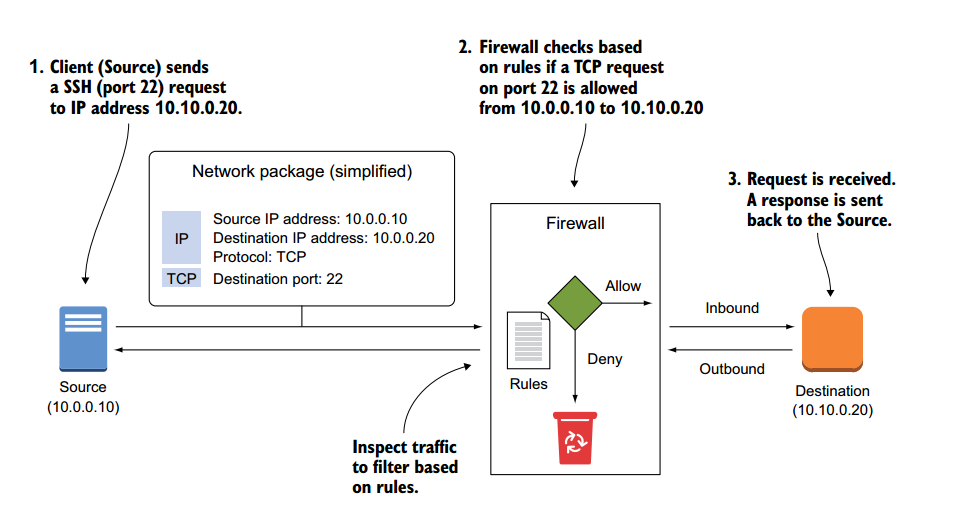 1. Client (Source) sends
a SSH (port 22) request
to IP address 10.10.0.20.
2. Firewall checks based
on rules if a TCP request
on port 22 is allowed
from 10.0.0.10 to 10.10.0.20
3. Request is received.
A response is sent
back to the Source.
Network package (simplified)
IP
Source IP address: 10.0.0.10
Destination IP address: 10.0.0.20
Protocol: TCP
TCP
Destination port: 22
Firewall
Allow
Deny
Rules
Inbound
Outbound
Source
(10.0.0.10)
Destination
(10.10.0.20)
Inspect traffic
to filter based
on rules.